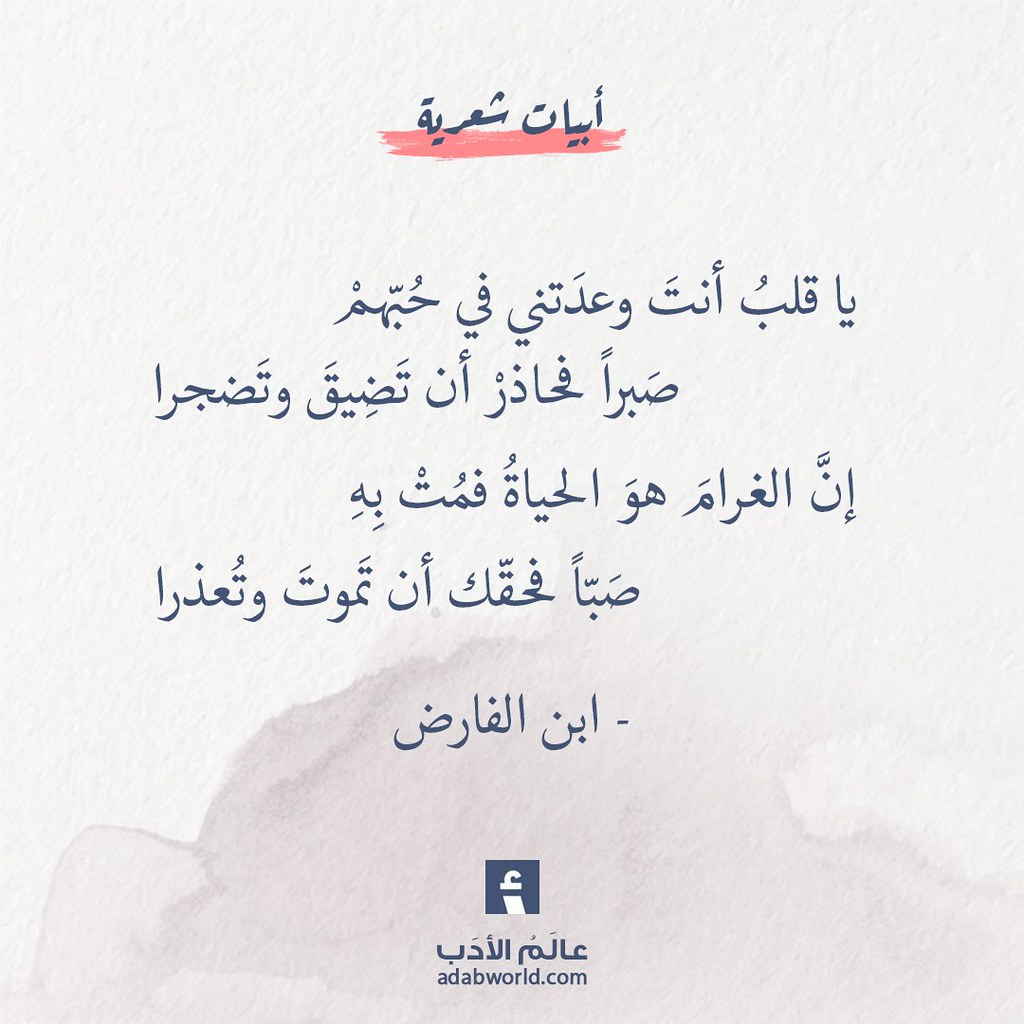 أبيات شعرية
يا قلبُ أنتَ وعدَتني في حُبّهمْ
صَبراً فحاذرْ أن تَضِيقَ وتَضجرا
إنَّ الغرامَ هوَ الحياةُ فمُتْ بِهِ
صَبّاً فحقّك أن تَموتَ وتُعذرا
- ابن الفارض
أ
عالَمُ الأدَب
adabworld.com